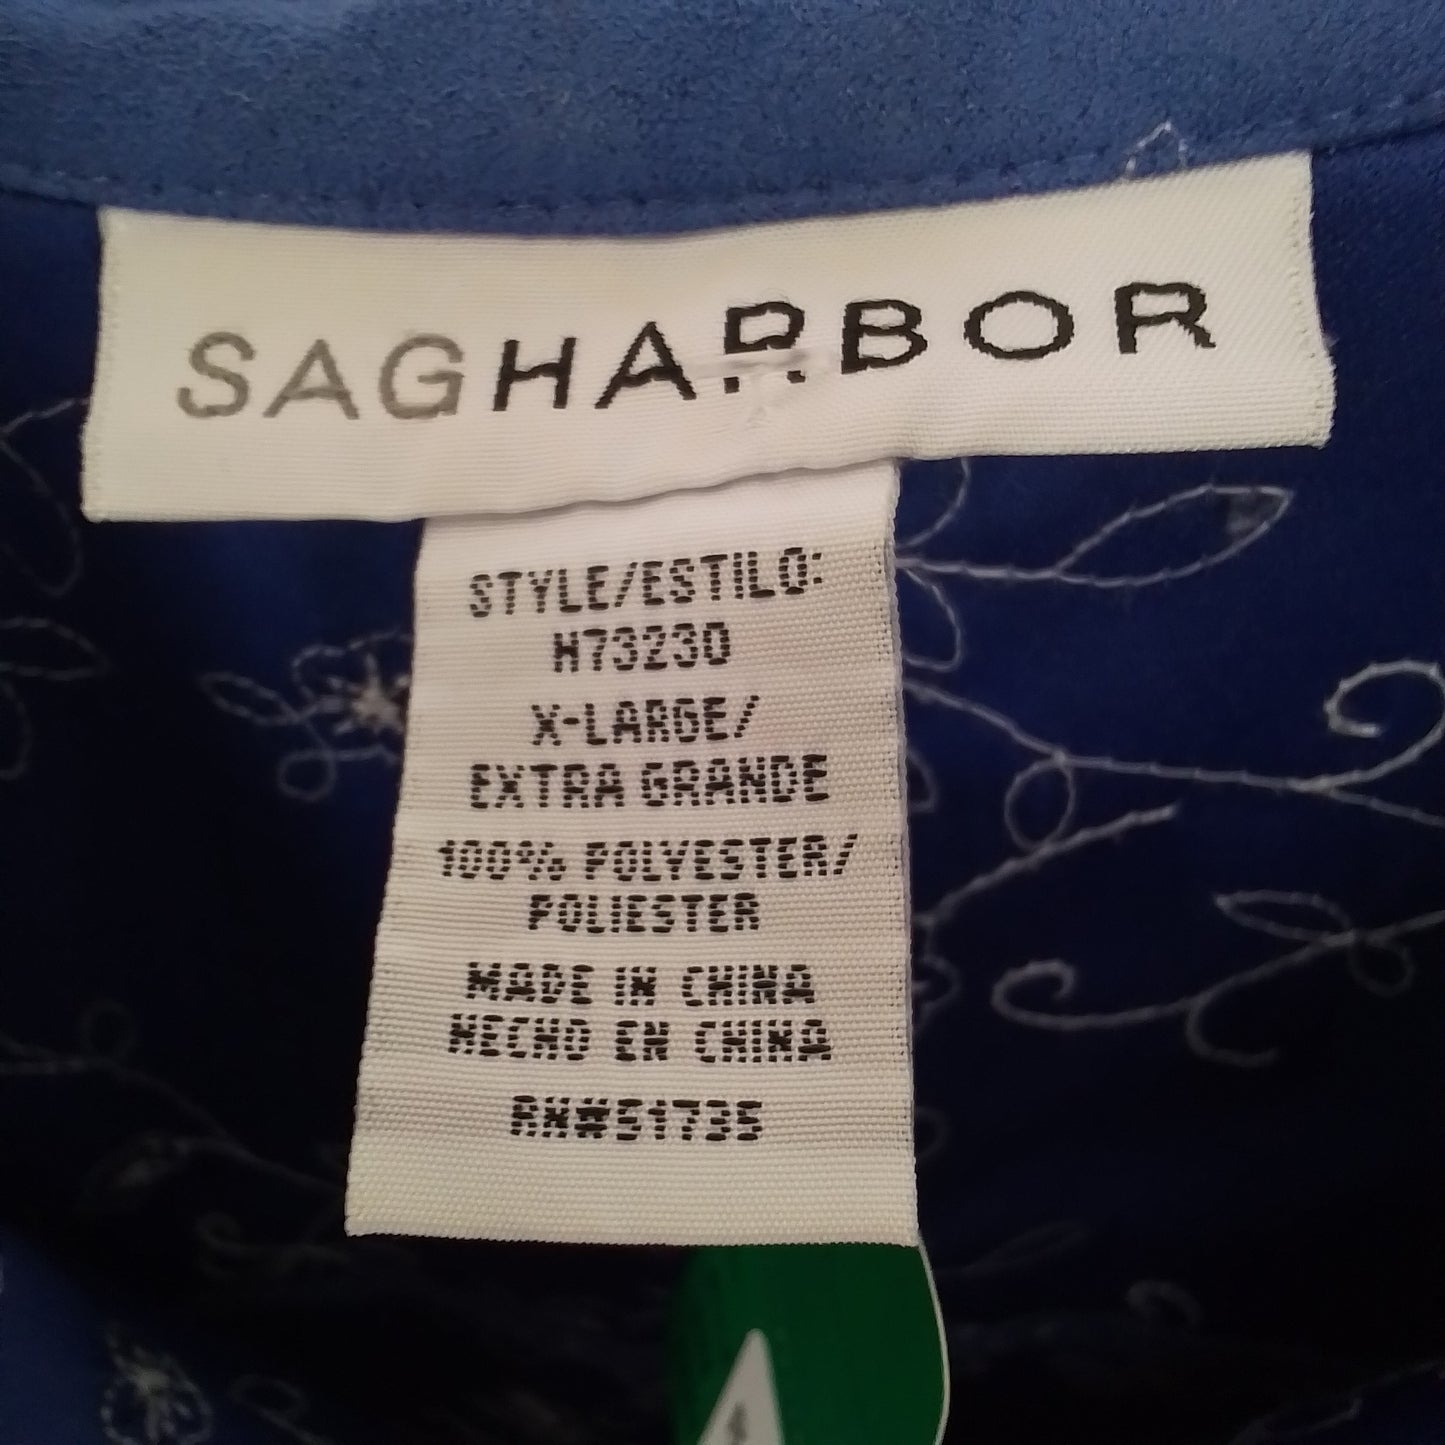 SAGHARBOR
STYLE/ESTILO:
H73230
X-LARGE/
EXTRA GRANDE
100% POLYESTER/
POLIESTER
MADE IN CHINA
HECHO EN CHINA
RN#51735